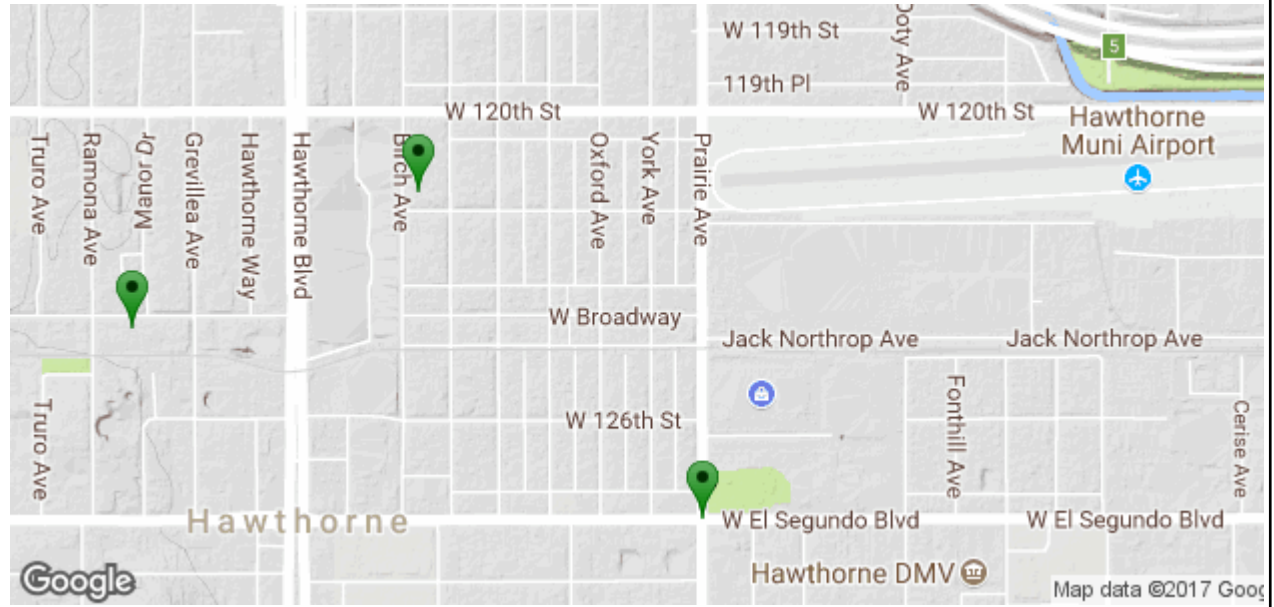 W 119th St
Doty Ave
5
119th Pl
W 120th St
W 120th St
Hawthorne
Muni Airport
Truro Ave
Ramona Ave
Manor Dr
Grevillea Ave
Hawthorne Way
Hawthorne Blvd
Birch Ave
Oxford Ave
York Ave
Prairie Ave
W Broadway
Jack Northrop Ave
Jack Northrop Ave
Truro Ave
W 126th St
Fonthill Ave
Cerise Ave
Hawthorne
W El Segundo Blvd
W El Segundo Blvd
Google
Hawthorne DMV
Map data ©2017 Goog